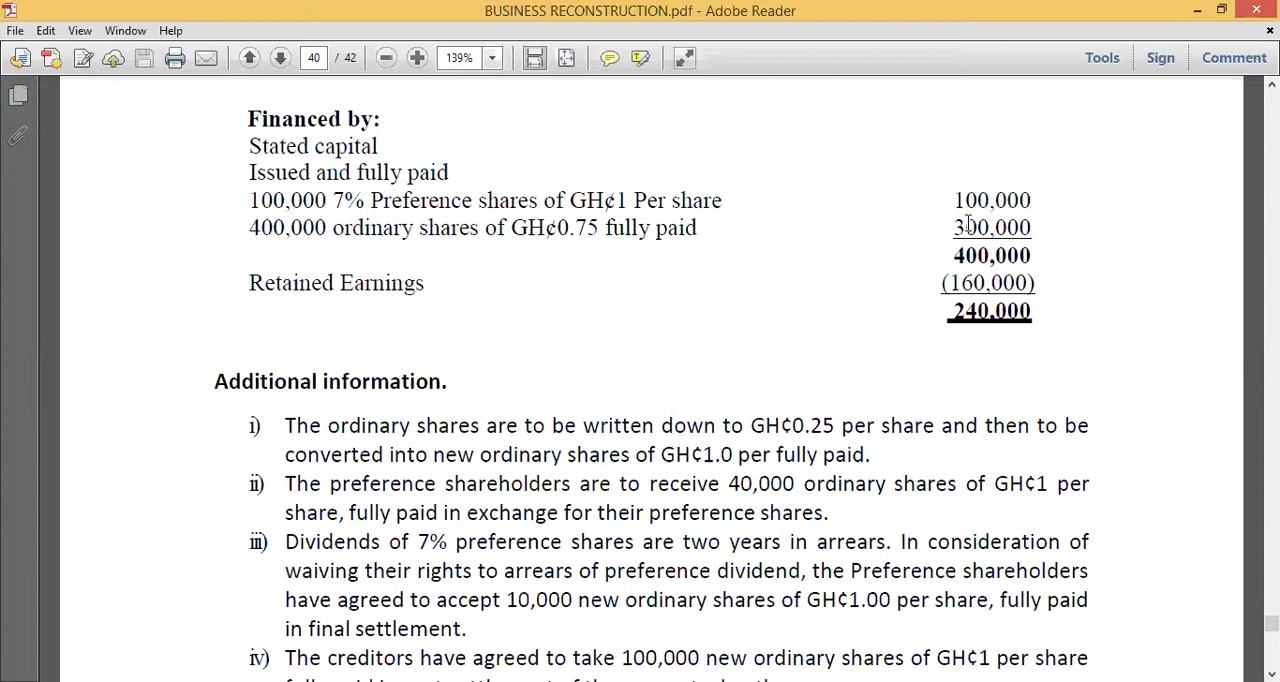 BUSINESS RECONSTRUCTION.pdf - Adobe Reader
File Edit View Window Help
40 / 42 139% Tools Sign Comment
Financed by:
Stated capital
Issued and fully paid
100,000 7% Preference shares of GH¢1 Per share 100,000
400,000 ordinary shares of GH¢0.75 fully paid 300,000
400,000
Retained Earnings (160,000)
240,000
Additional information.
i) The ordinary shares are to be written down to GH¢0.25 per share and then to be
converted into new ordinary shares of GH¢1.0 per fully paid.
ii) The preference shareholders are to receive 40,000 ordinary shares of GH¢1 per
share, fully paid in exchange for their preference shares.
iii) Dividends of 7% preference shares are two years in arrears. In consideration of
waiving their rights to arrears of preference dividend, the Preference shareholders
have agreed to accept 10,000 new ordinary shares of GH¢1.00 per share, fully paid
in final settlement.
iv) The creditors have agreed to take 100,000 new ordinary shares of GH¢1 per share